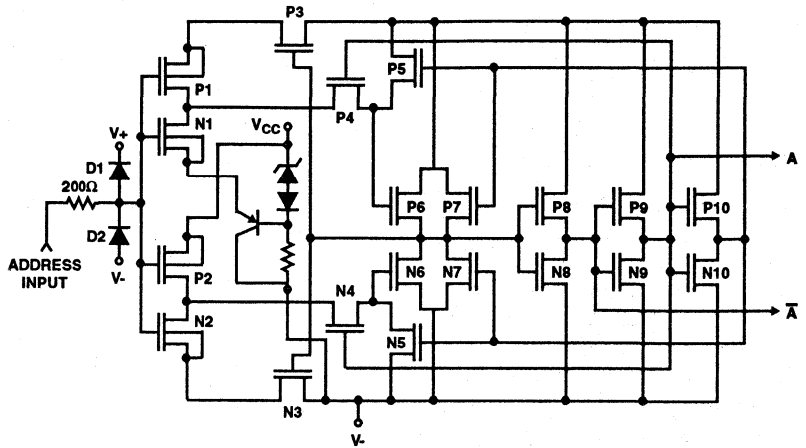 P3
P5
P1
P4
N1
V+
VCC
D1
200Ω
P6
P7
P8
P9
P10
A
D2
V-
ADDRESS
INPUT
P2
N4
N6
N7
N8
N9
N10
N2
N5
A̅
N3
V-